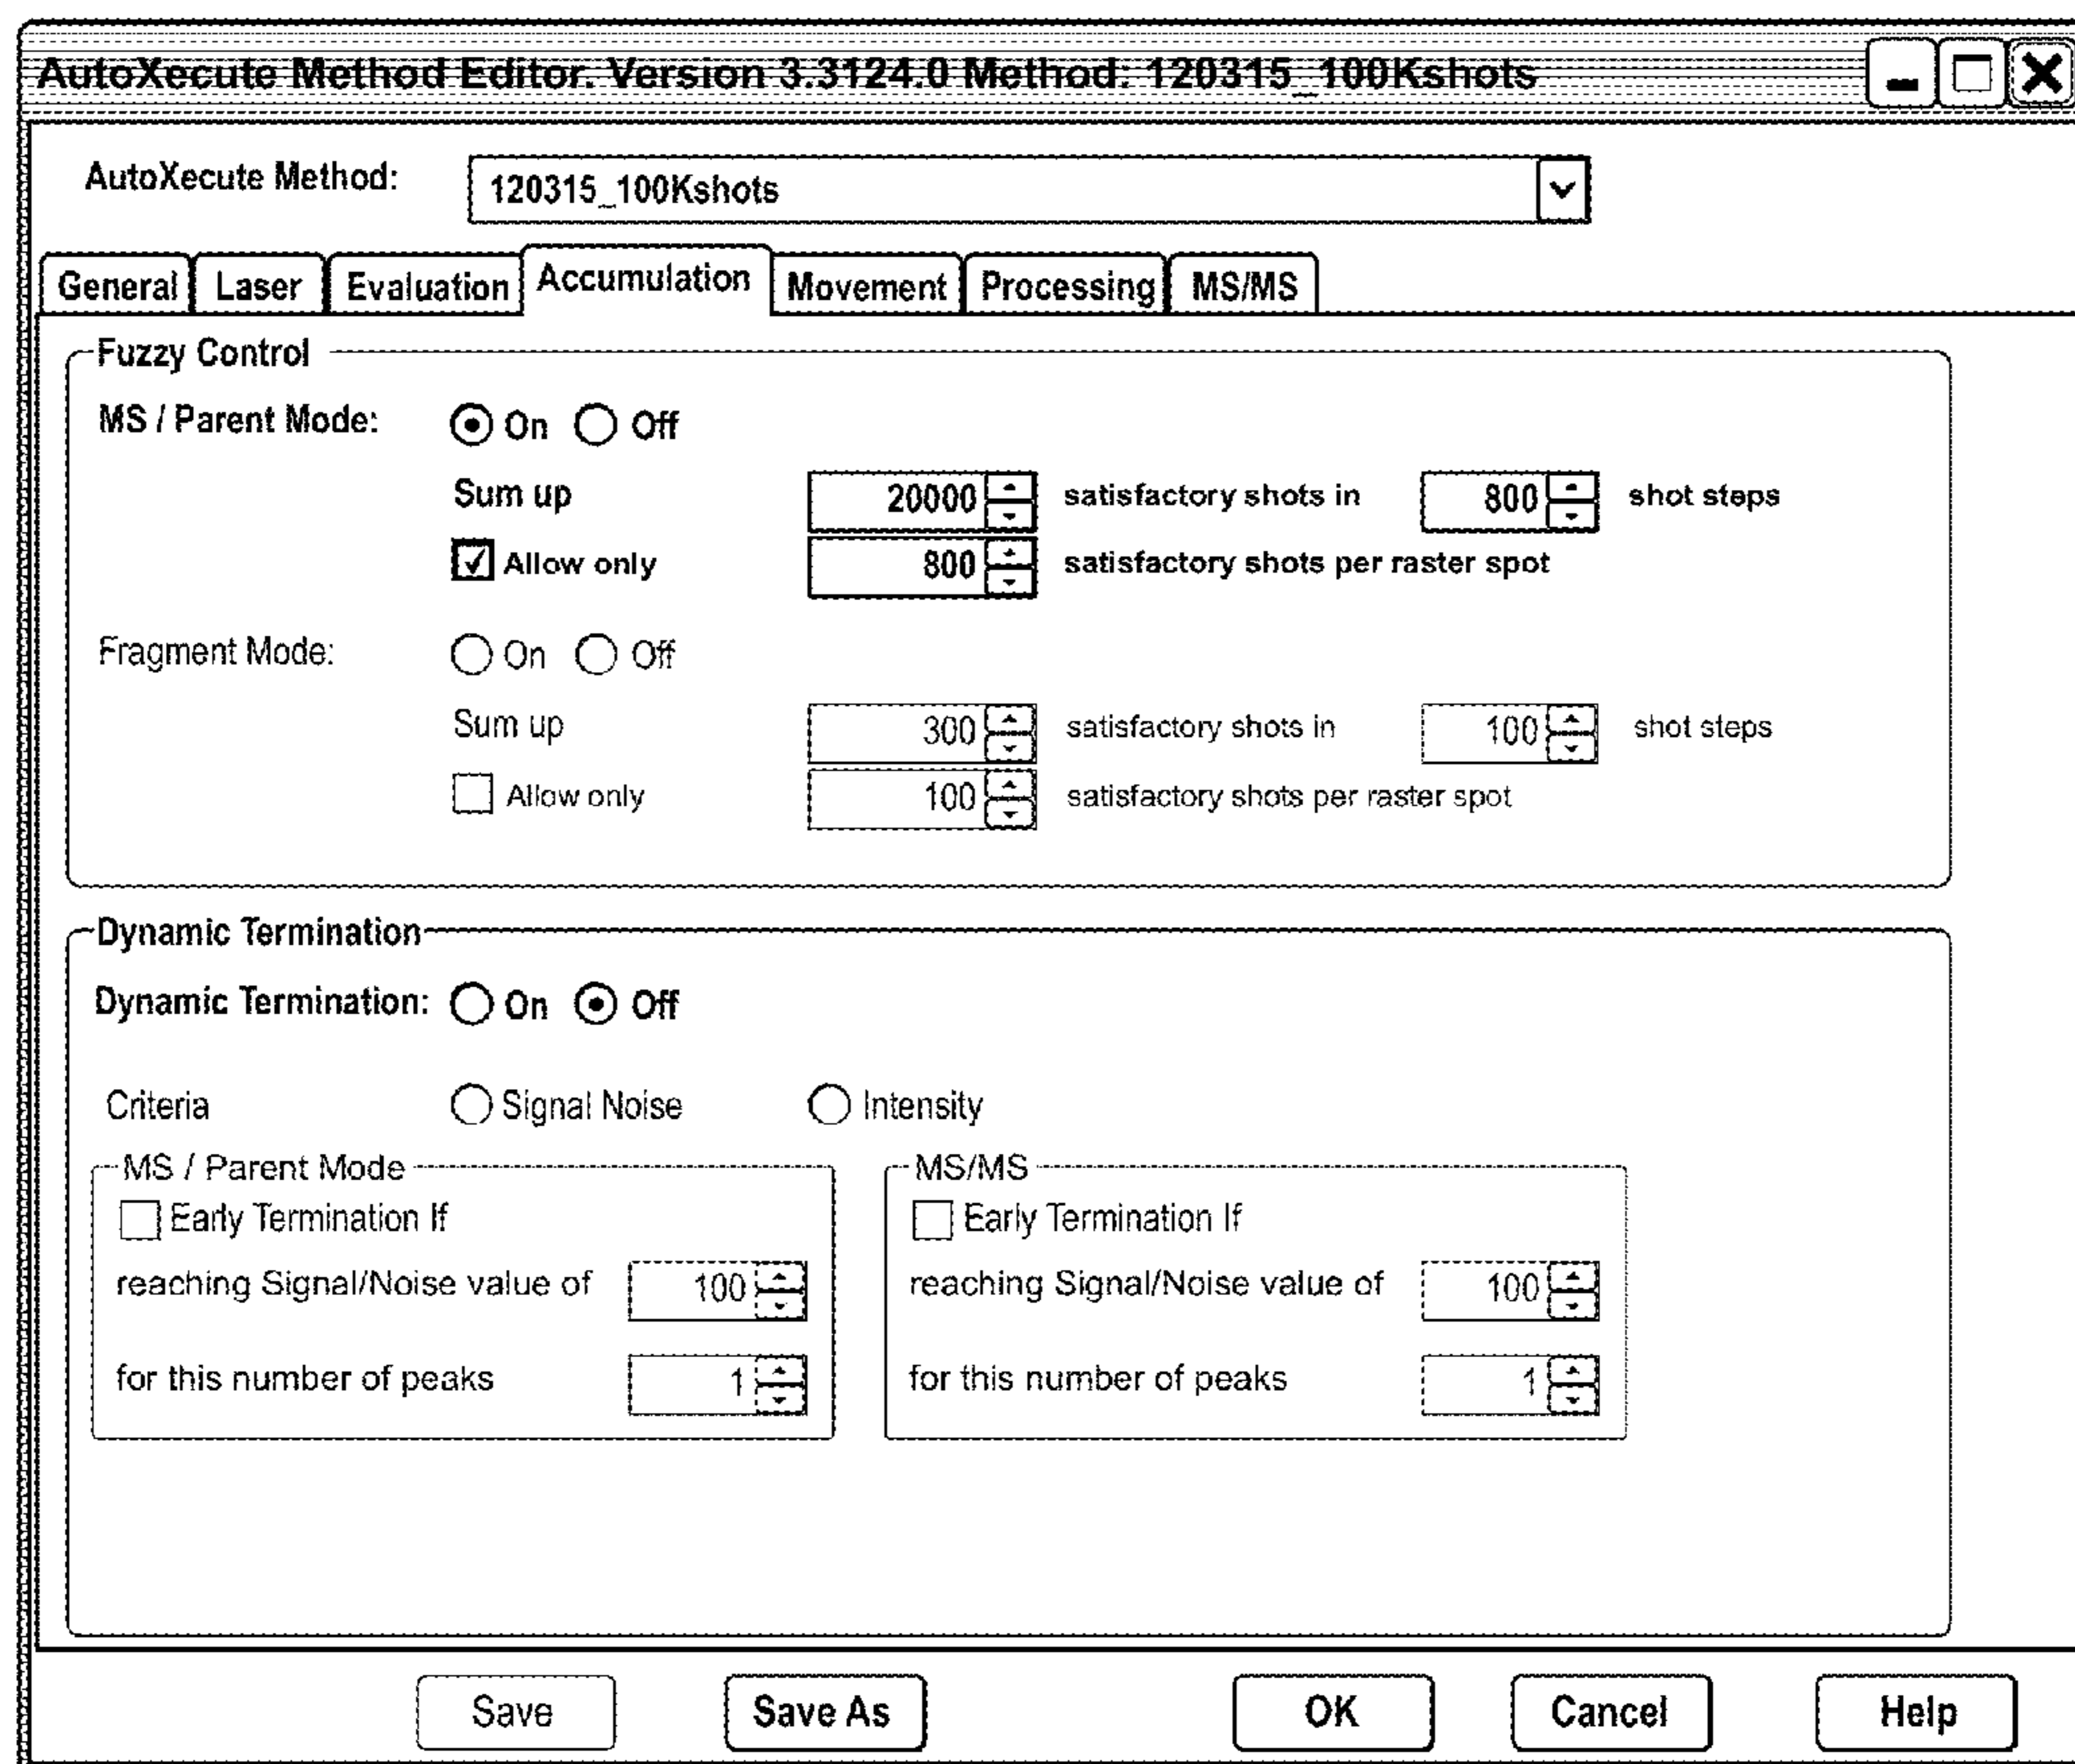 AutoXecute Method Editor. Version 3.3124.0 Method: 120315_100Kshots
AutoXecute Method: 120315_100Kshots
General Laser Evaluation Accumulation Movement Processing MS/MS
Fuzzy Control
MS / Parent Mode: On Off
Sum up 20000 satisfactory shots in 800 shot steps
Allow only 800 satisfactory shots per raster spot
Fragment Mode: On Off
Sum up 300 satisfactory shots in 100 shot steps
Allow only 100 satisfactory shots per raster spot
Dynamic Termination
Dynamic Termination: On Off
Criteria Signal Noise Intensity
MS / Parent Mode MS/MS
Early Termination If Early Termination If
reaching Signal/Noise value of 100 reaching Signal/Noise value of 100
for this number of peaks 1 for this number of peaks 1
Save Save As OK Cancel Help